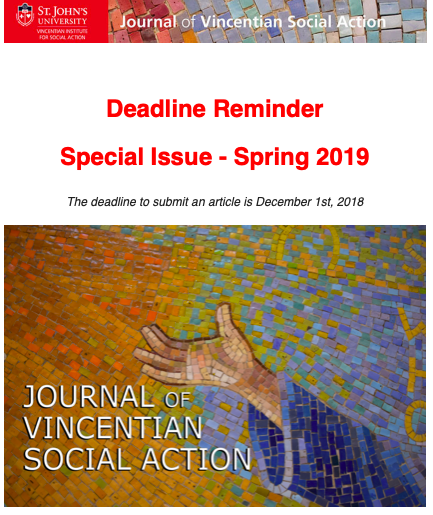 ST. JOHN'S
UNIVERSITY
VINCENTIAN INSTITUTE
FOR SOCIAL ACTION
Journal of Vincentian Social Action
Deadline Reminder
Special Issue - Spring 2019
The deadline to submit an article is December 1st, 2018
JOURNAL OF
VINCENTIAN
SOCIAL ACTION